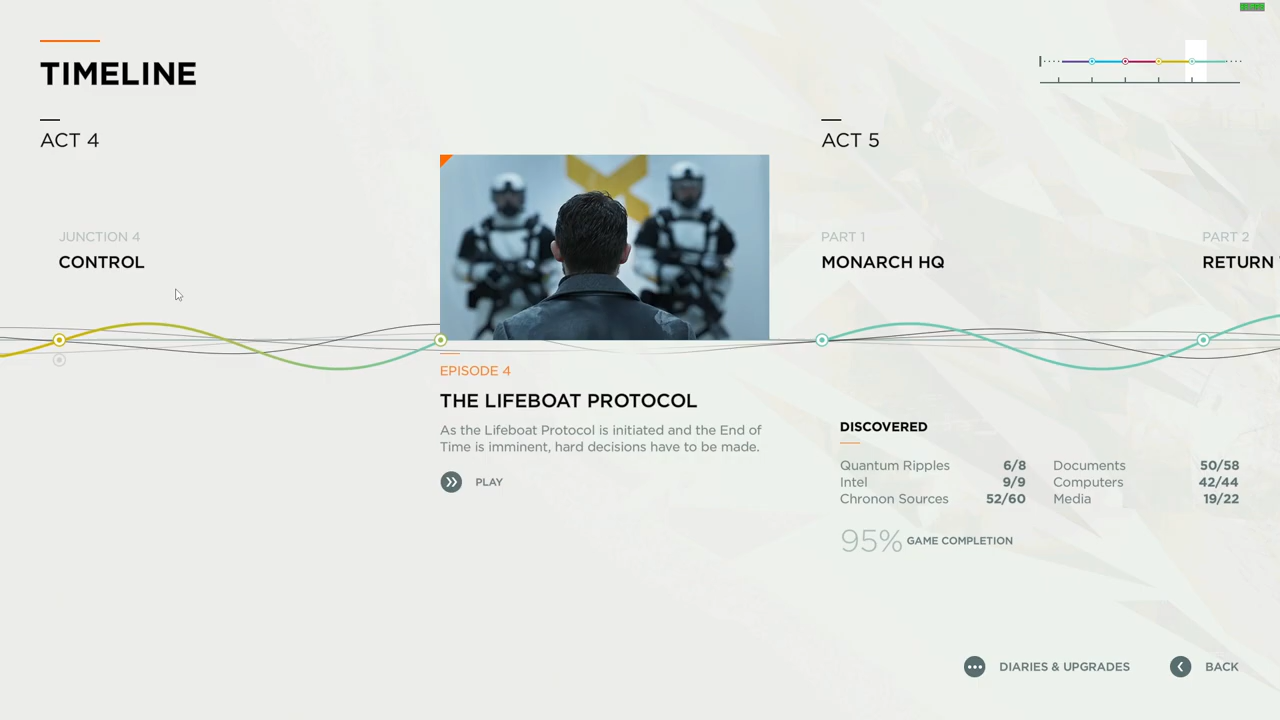 TIMELINE
ACT 4
ACT 5
JUNCTION 4
CONTROL
PART 1
MONARCH HQ
PART 2
RETURN
EPISODE 4
THE LIFEBOAT PROTOCOL
As the Lifeboat Protocol is initiated and the End of
Time is imminent, hard decisions have to be made.
PLAY
DISCOVERED
Quantum Ripples 6/8 Documents 50/58
Intel 9/9 Computers 42/44
Chronon Sources 52/60 Media 19/22
95% GAME COMPLETION
DIARIES & UPGRADES BACK